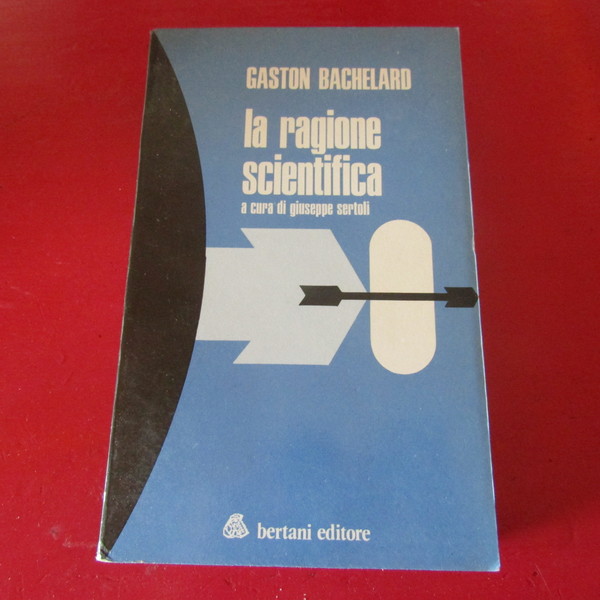 GASTON BACHELARD
la ragione
scientifica
a cura di giuseppe sertoli
bertani editore